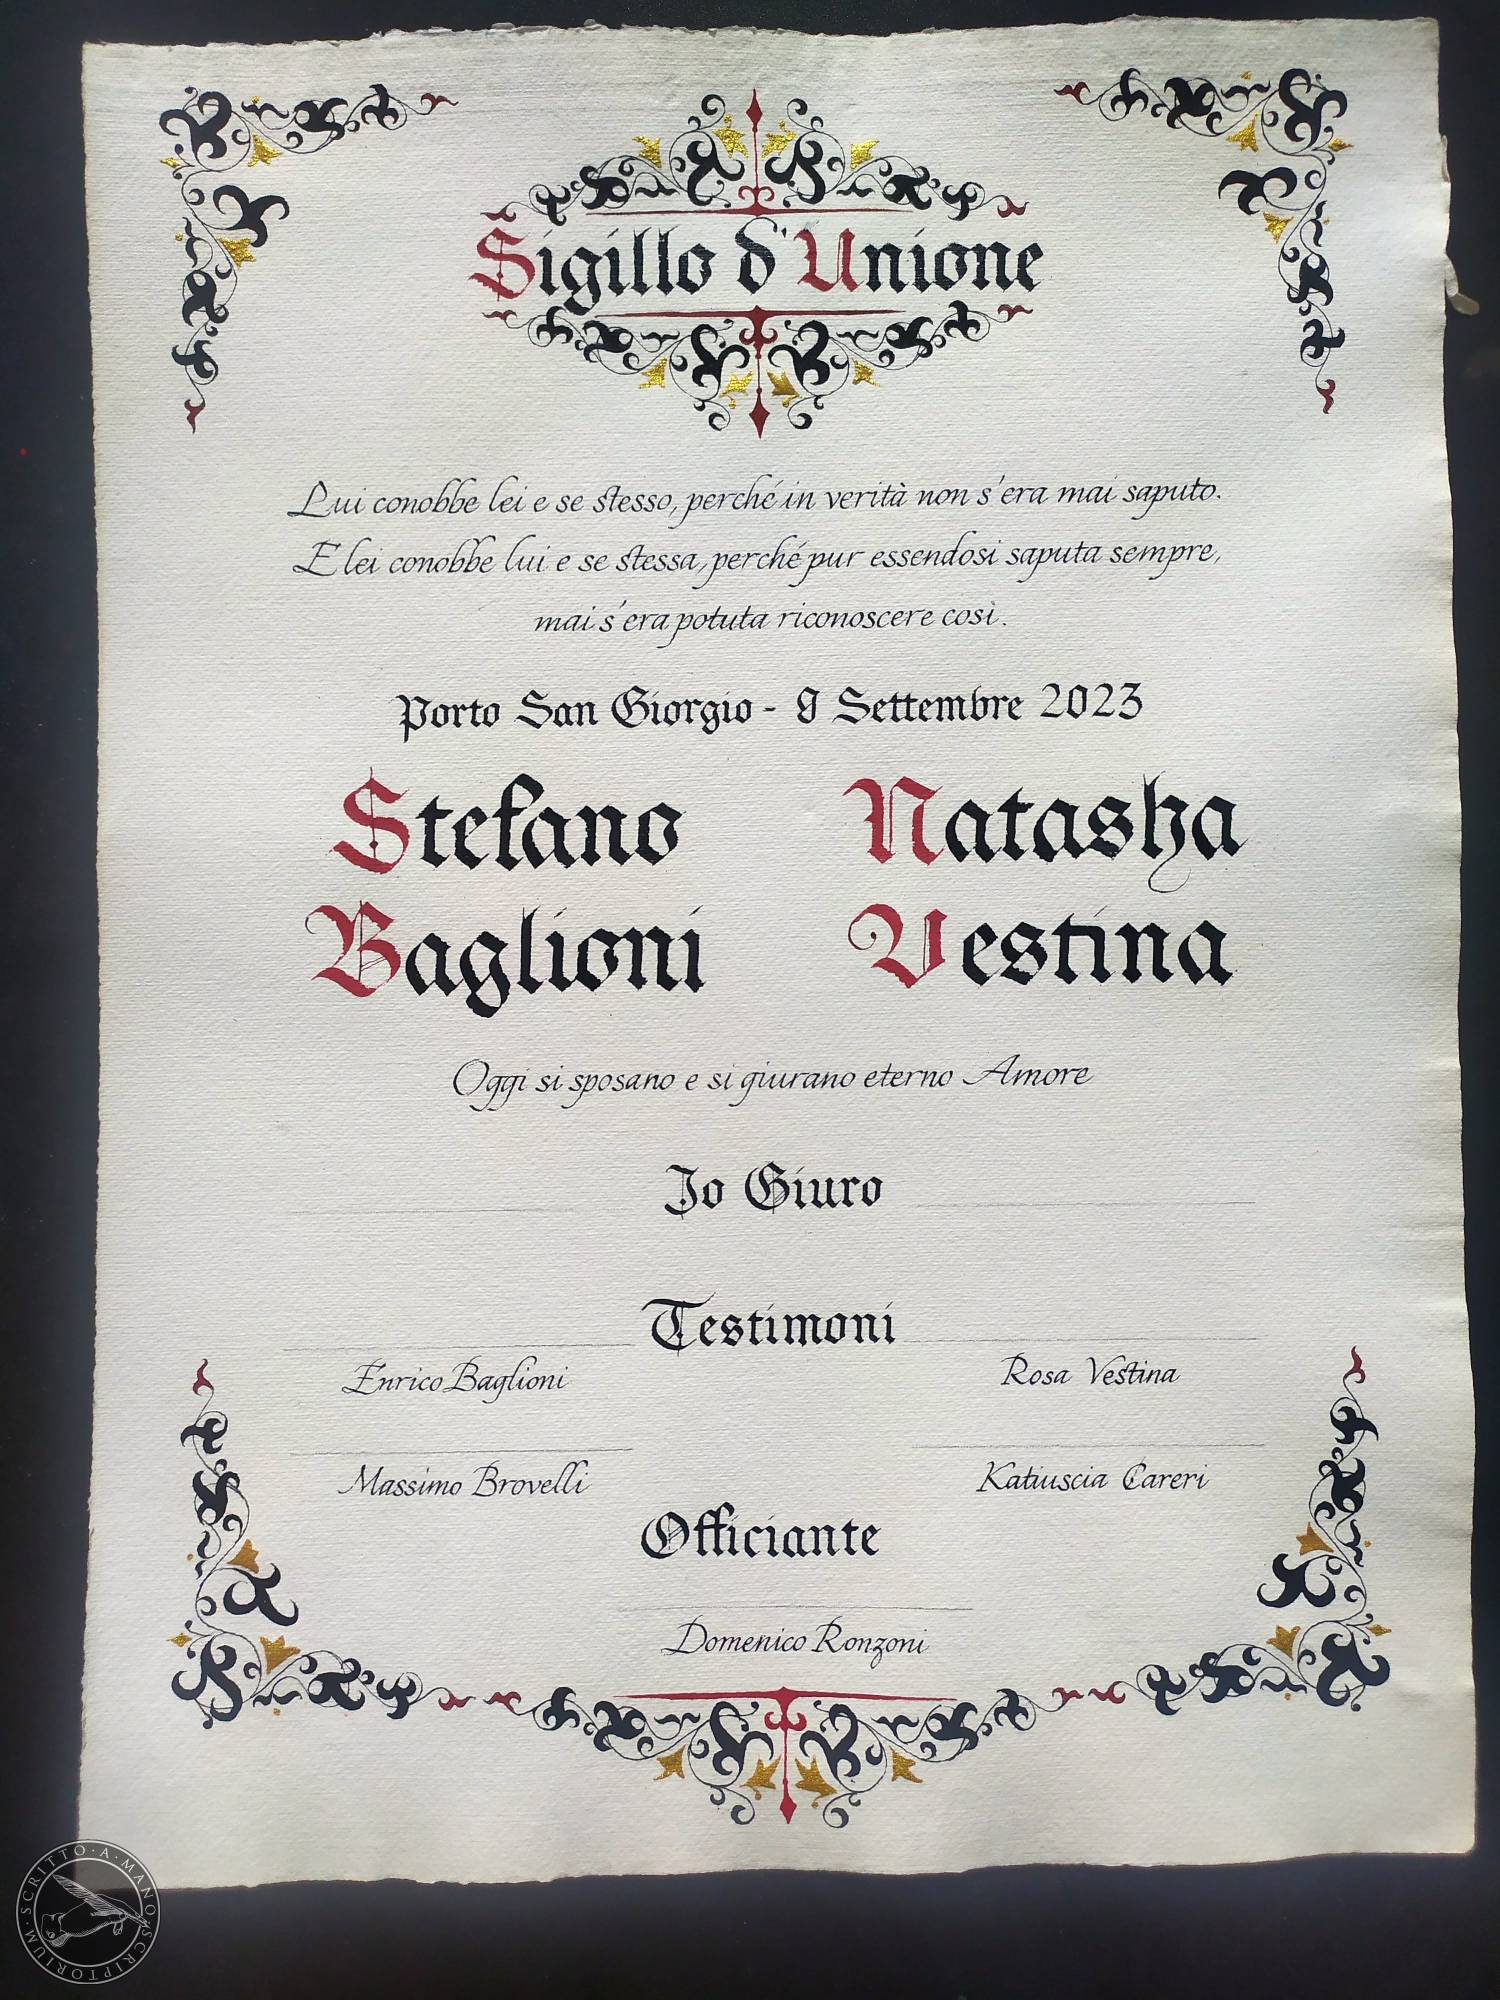 Sigillo d'Unione
Lui conobbe lei e se stesso, perché in verità non s'era mai saputo.
E lei conobbe lui e se stessa, perché pur essendosi saputa sempre,
mai s'era potuta riconoscere così.
Porto San Giorgio - 9 Settembre 2023
Stefano Natasha
Baglioni Vestina
Oggi si sposano e si giurano eterno Amore
Io Giuro
Testimoni
Enrico Baglioni Rosa Vestina
Massimo Brovelli Katiuscia Careri
Officiante
Domenico Ronzoni
SCRITTO·A·MANO·SCRIPTORIUM·